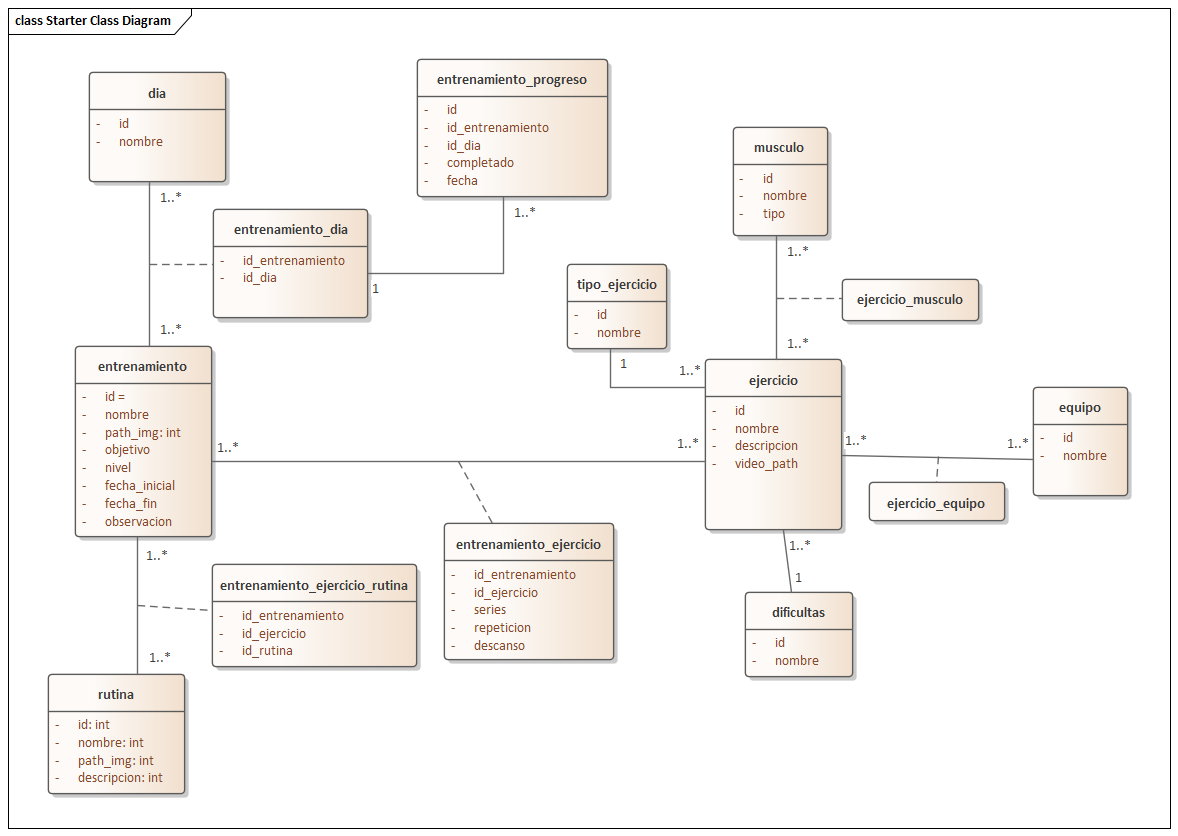 class Starter Class Diagram
dia
- id
- nombre
1..*
entrenamiento_progreso
- id
- id_entrenamiento
- id_dia
- completado
- fecha
1..*
entrenamiento_dia
- id_entrenamiento
- id_dia
1
1..*
musculo
- id
- nombre
- tipo
1..*
tipo_ejercicio
- id
- nombre
1
1..*
ejercicio_musculo
1..*
entrenamiento
- id =
- nombre
- path_img: int
- objetivo
- nivel
- fecha_inicial
- fecha_fin
- observacion
1..*
1..*
1..*
ejercicio
- id
- nombre
- descripcion
- video_path
1..*
1..*
equipo
- id
- nombre
ejercicio_equipo
1..*
1
entrenamiento_ejercicio
- id_entrenamiento
- id_ejercicio
- series
- repeticion
- descanso
entrenamiento_ejercicio_rutina
- id_entrenamiento
- id_ejercicio
- id_rutina
1..*
dificultas
- id
- nombre
rutina
- id: int
- nombre: int
- path_img: int
- descripcion: int